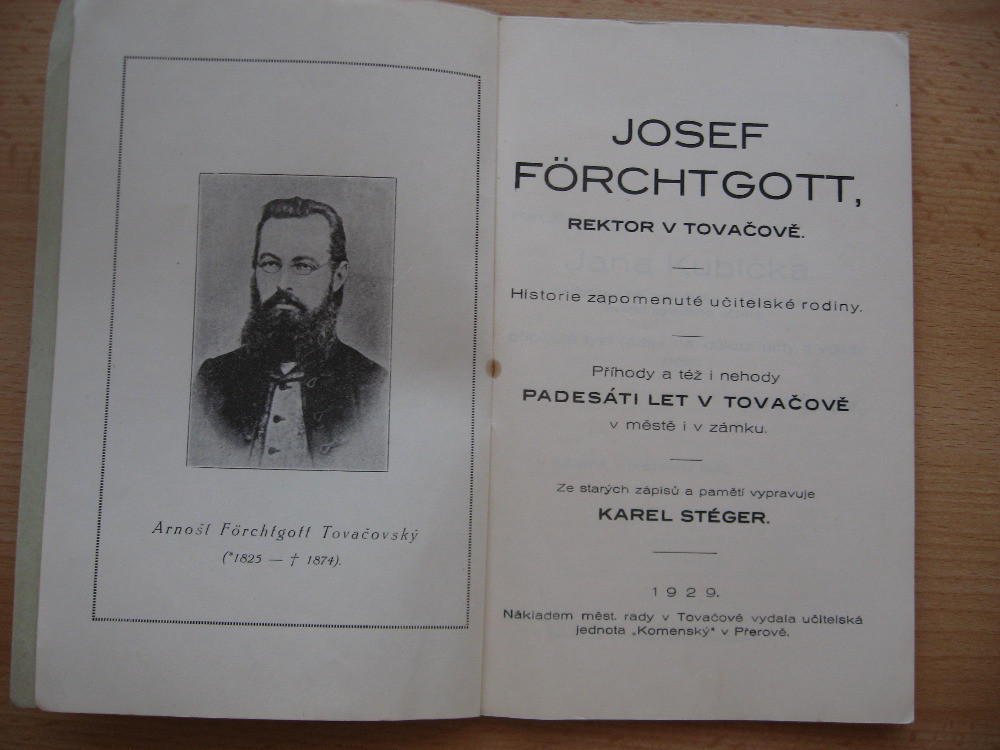 Arnošt Förchtgott Tovačovský
(*1825 — † 1874).
JOSEF
FÖRCHTGOTT,
REKTOR V TOVAČOVĚ.
Historie zapomenuté učitelské rodiny.
Příhody a též i nehody
PADESÁTI LET V TOVAČOVĚ
v městě i v zámku.
Ze starých zápisů a pamětí vypravuje
KAREL STÉGER.
1929.
Nákladem měst. rady v Tovačově vydala učitelská
jednota „Komenský“ v Přerově.
Jana Kubíčka